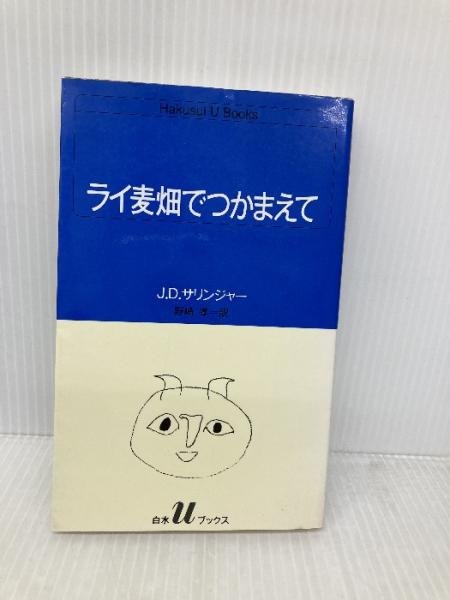 Hakusui U Books
ライ麦畑でつかまえて
J.D.サリンジャー
野崎 孝=訳
白水 u ブックス